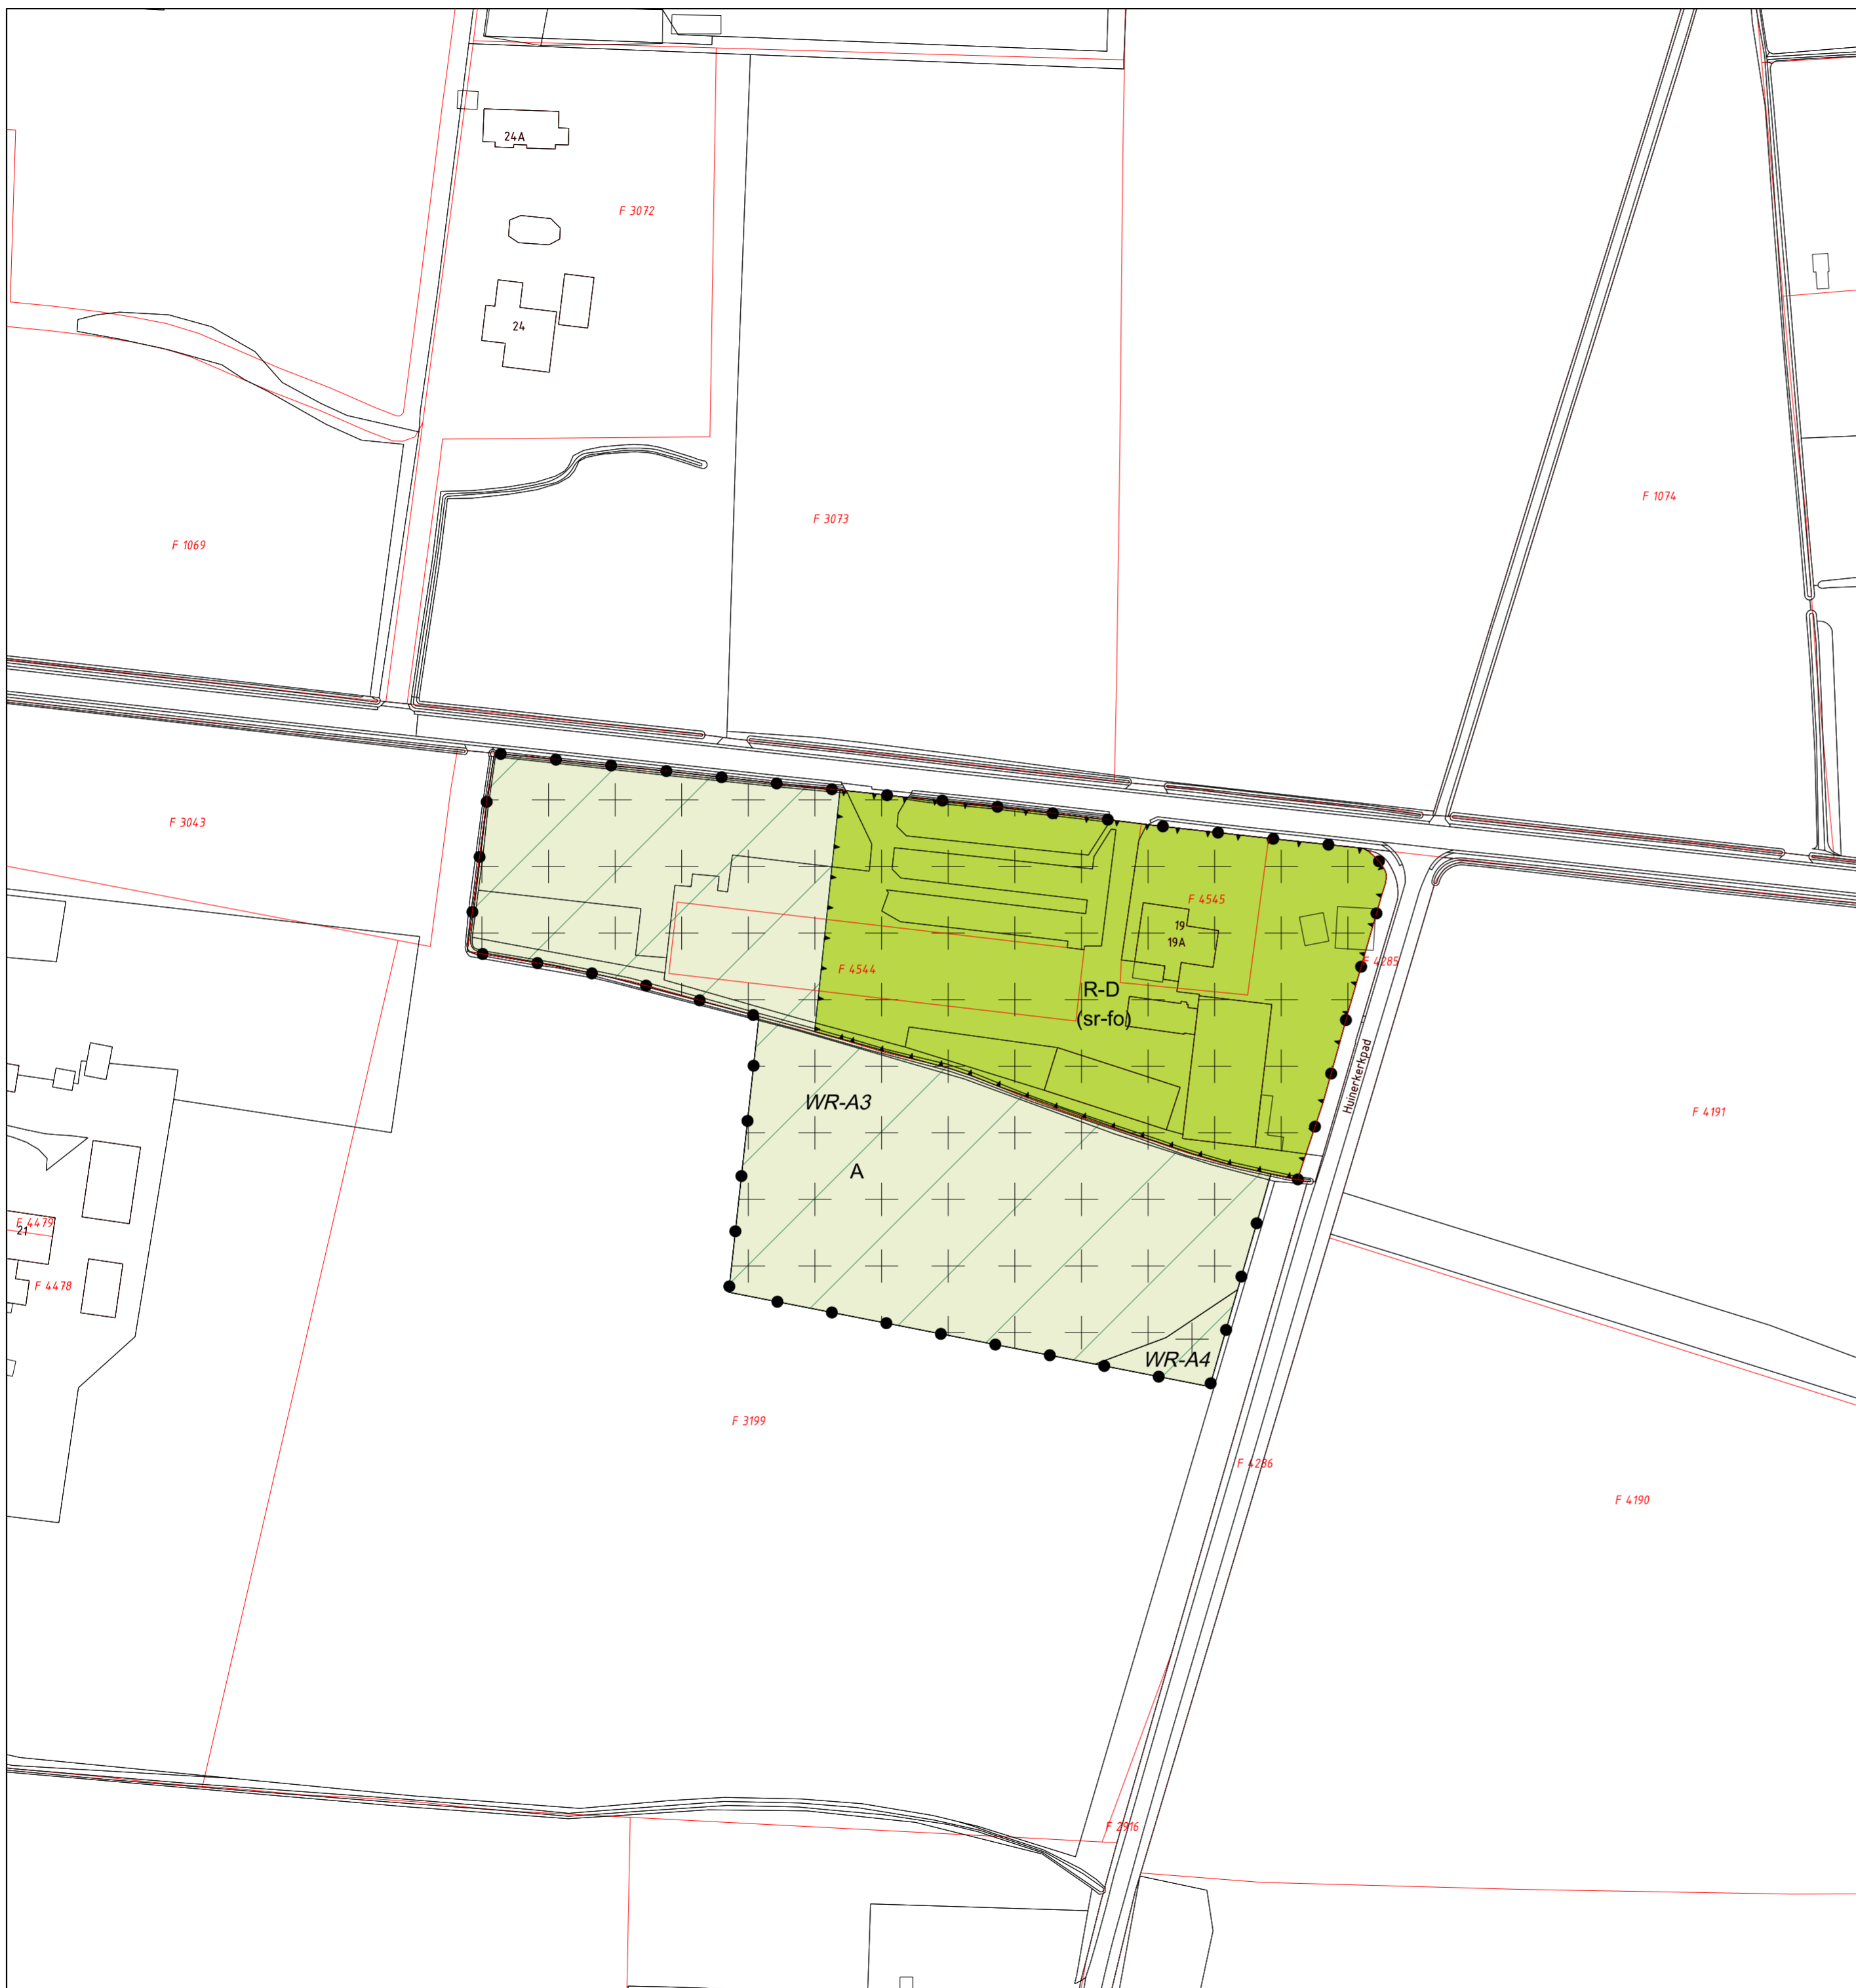 24A
F 3072
24
F 1074
F 3073
F 1069
F 3043
F 4545
19
19A
F 4285
F 4544
R-D
(sr-fo)
Huinerkerkpad
WR-A3
F 4191
A
F 4479
21
F 4478
WR-A4
F 3199
F 4286
F 4190
F 2916